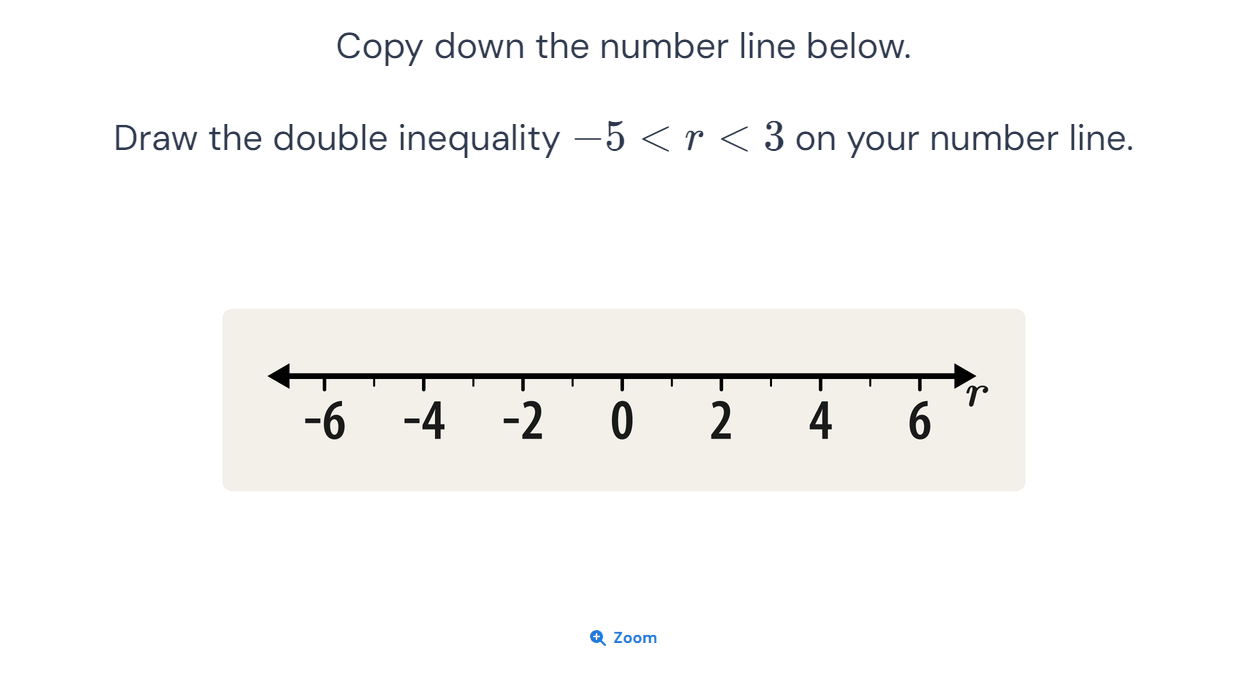 Copy down the number line below.
Draw the double inequality −5 < r < 3 on your number line.
-6 -4 -2 0 2 4 6 r
Zoom